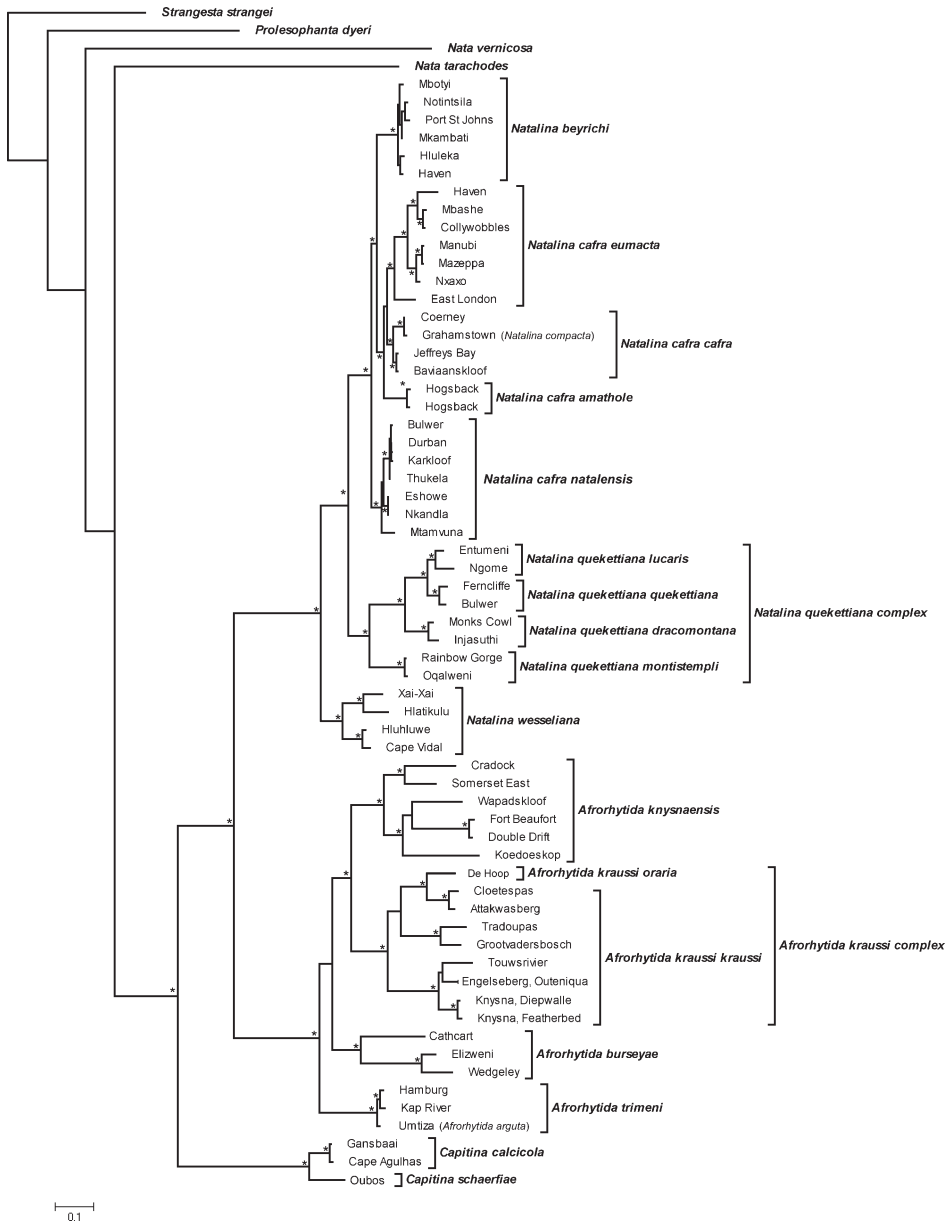 Strangesta strangei
Prolesophanta dyeri
Nata vernicosa
Nata tarachodes
Mbotyi
Notintsila
Port St Johns
Mkambati
Hluleka
Haven
Natalina beyrichi
Haven
Mbashe
Collywobbles
Manubi
Mazeppa
Nxaxo
East London
Natalina cafra eumacta
Coerney
Grahamstown (Natalina compacta)
Jeffreys Bay
Baviaanskloof
Natalina cafra cafra
Hogsback
Hogsback
Natalina cafra amathole
Bulwer
Durban
Karkloof
Thukela
Eshowe
Nkandla
Mtamvuna
Natalina cafra natalensis
Entumeni
Ngome
Natalina quekettiana lucaris
Ferncliffe
Bulwer
Natalina quekettiana quekettiana
Monks Cowl
Injasuthi
Natalina quekettiana dracomontana
Rainbow Gorge
Oqalweni
Natalina quekettiana montistempli
Natalina quekettiana complex
Xai-Xai
Hlatikulu
Hluhluwe
Cape Vidal
Natalina wesseliana
Cradock
Somerset East
Wapadskloof
Fort Beaufort
Double Drift
Koedoeskop
Afrorhytida knysnaensis
De Hoop
Afrorhytida kraussi oraria
Cloetespas
Attakwasberg
Tradoupas
Grootvadersbosch
Touwsrivier
Engelseberg, Outeniqua
Knysna, Diepwalle
Knysna, Featherbed
Afrorhytida kraussi kraussi
Afrorhytida kraussi complex
Cathcart
Elizweni
Wedgeley
Afrorhytida burseyae
Hamburg
Kap River
Umtiza (Afrorhytida arguta)
Afrorhytida trimeni
Gansbaai
Cape Agulhas
Capitina calcicola
Oubos
Capitina schaerfiae
0.1